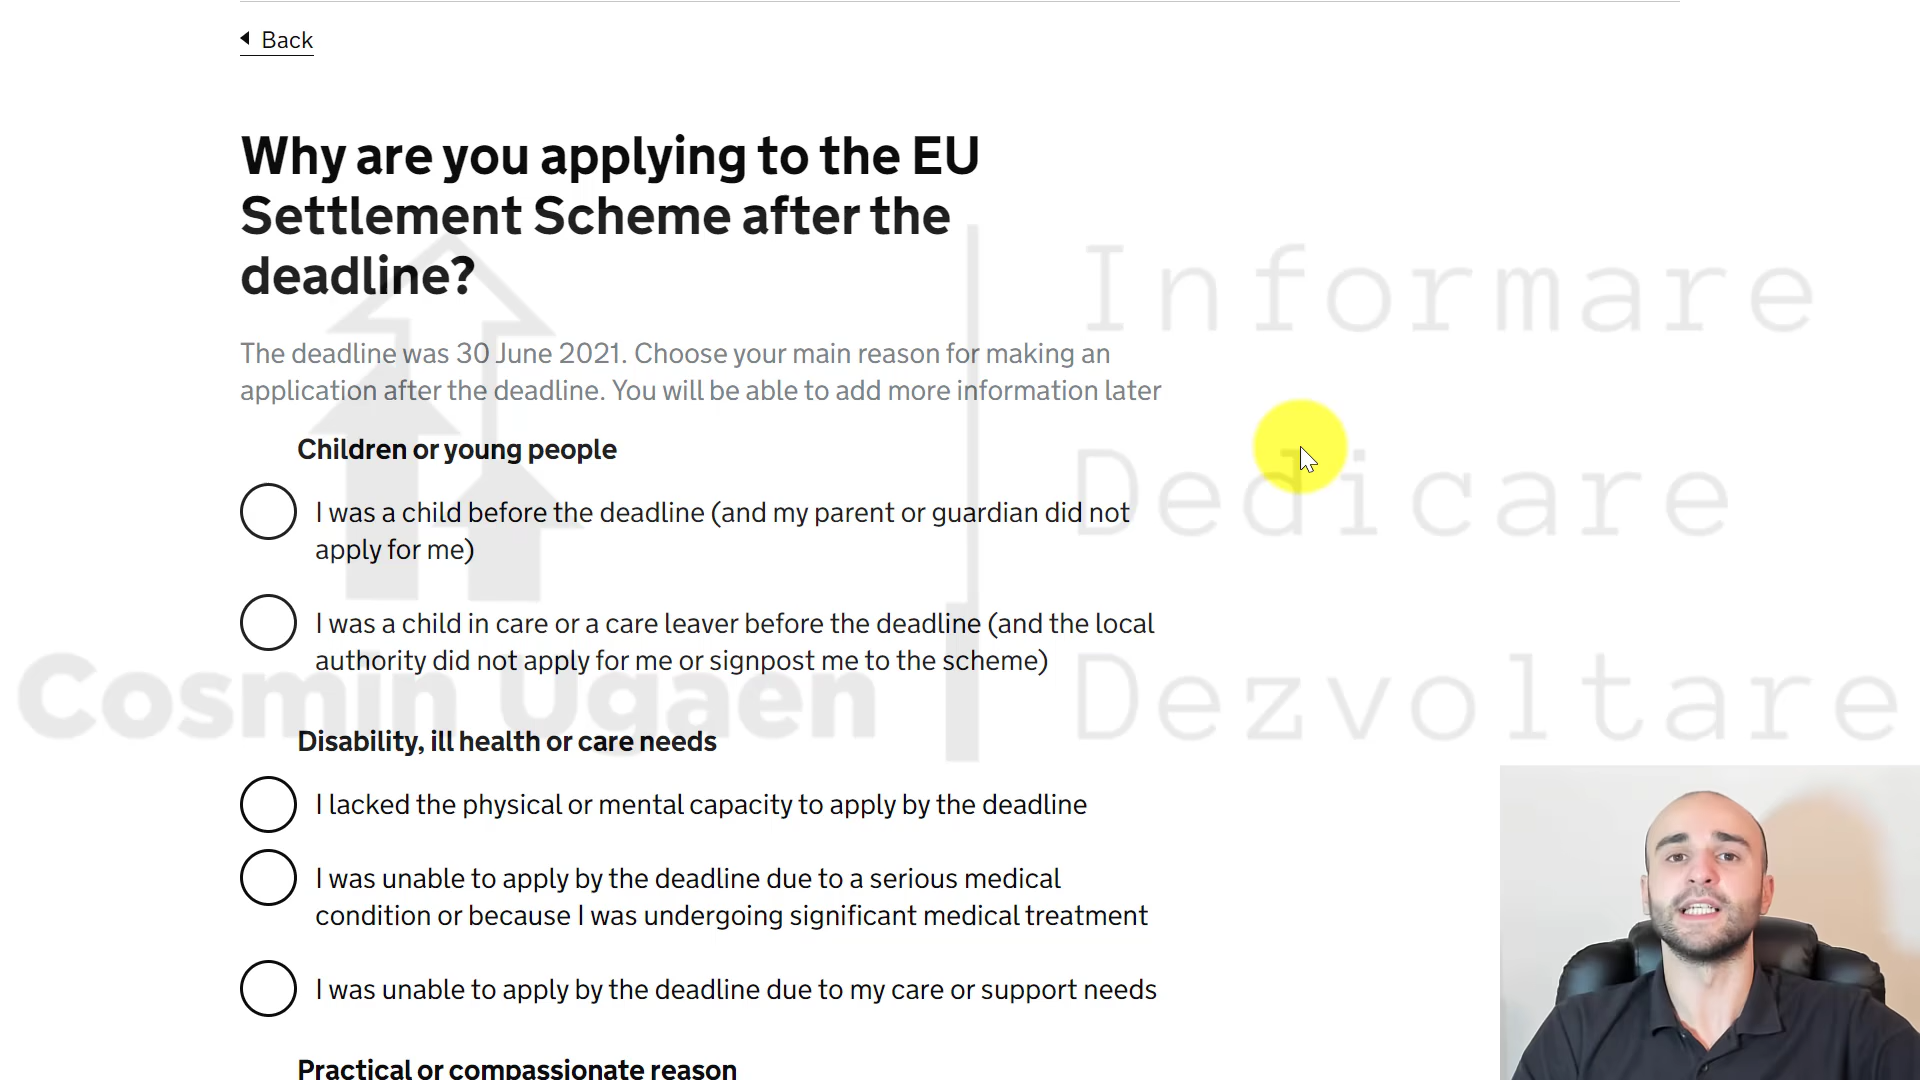 Back
Why are you applying to the EU
Settlement Scheme after the
deadline?
The deadline was 30 June 2021. Choose your main reason for making an
application after the deadline. You will be able to add more information later
Children or young people
I was a child before the deadline (and my parent or guardian did not
apply for me)
I was a child in care or a care leaver before the deadline (and the local
authority did not apply for me or signpost me to the scheme)
Disability, ill health or care needs
I lacked the physical or mental capacity to apply by the deadline
I was unable to apply by the deadline due to a serious medical
condition or because I was undergoing significant medical treatment
I was unable to apply by the deadline due to my care or support needs
Practical or compassionate reason
Cosmin Ugaen
Informare
Dedicare
Dezvoltare